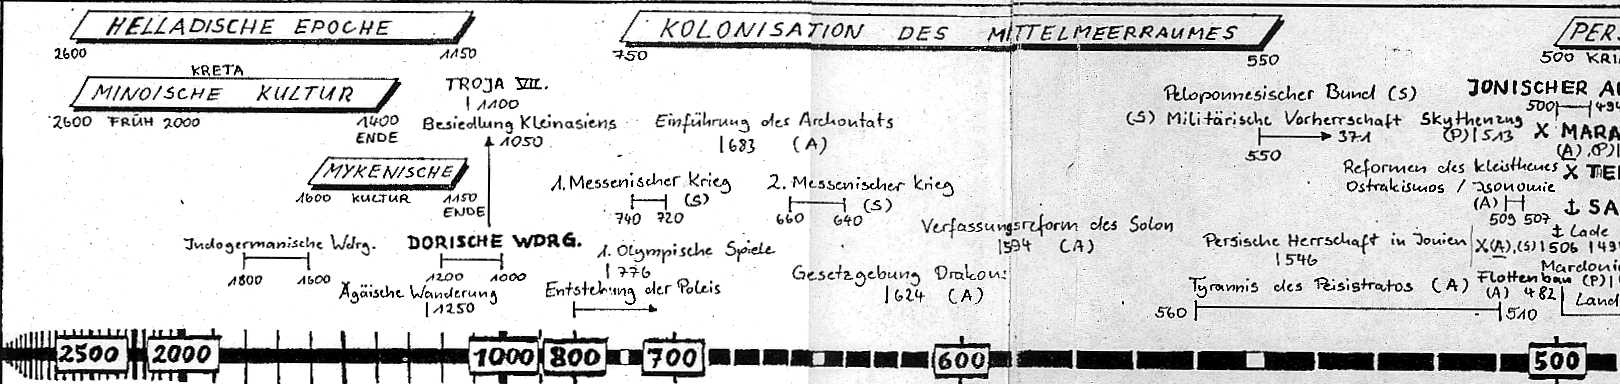 HELLADISCHE EPOCHE
2600 1150
KOLONISATION DES MITTELMEERRAUMES
750 550
PERS
500 KRI
KRETA
MINOISCHE KULTUR
2600 FRÜH 2000 1400
ENDE
TROJA VII.
1100
Besiedlung Kleinasiens
1050
MYKENISCHE
1600 KULTUR 1150
ENDE
Indogermanische Wdrg.
1800 1600
DORISCHE WDRG.
1200 1000
Ägäische Wanderung
1250
Einführung des Archontats
683 (A)
1. Messenischer Krieg
(S)
740 720
2. Messenischer Krieg
(S)
660 640
1. Olympische Spiele
776
Entstehung der Poleis
Verfassungsreform des Solon
594 (A)
Gesetzgebung Drakons
624 (A)
Peloponnesischer Bund (S)
(S) Militärische Vorherrschaft
371
550
JONISCHER AU
500 494
Skythenzug
(P) 513
X MARA
(A), (P)
Reformen des Kleisthenes
Ostrakismos / Isonomie
(A)
509 507
X TE
SA
Lade
Persische Herrschaft in Jonien
546
X(A),(S) 506 49
Mardoni
Tyrannis des Peisistratos (A)
560 510
Flottenbau (P)
(A) 482
Land
2500 2000 1000 800 700 600 500